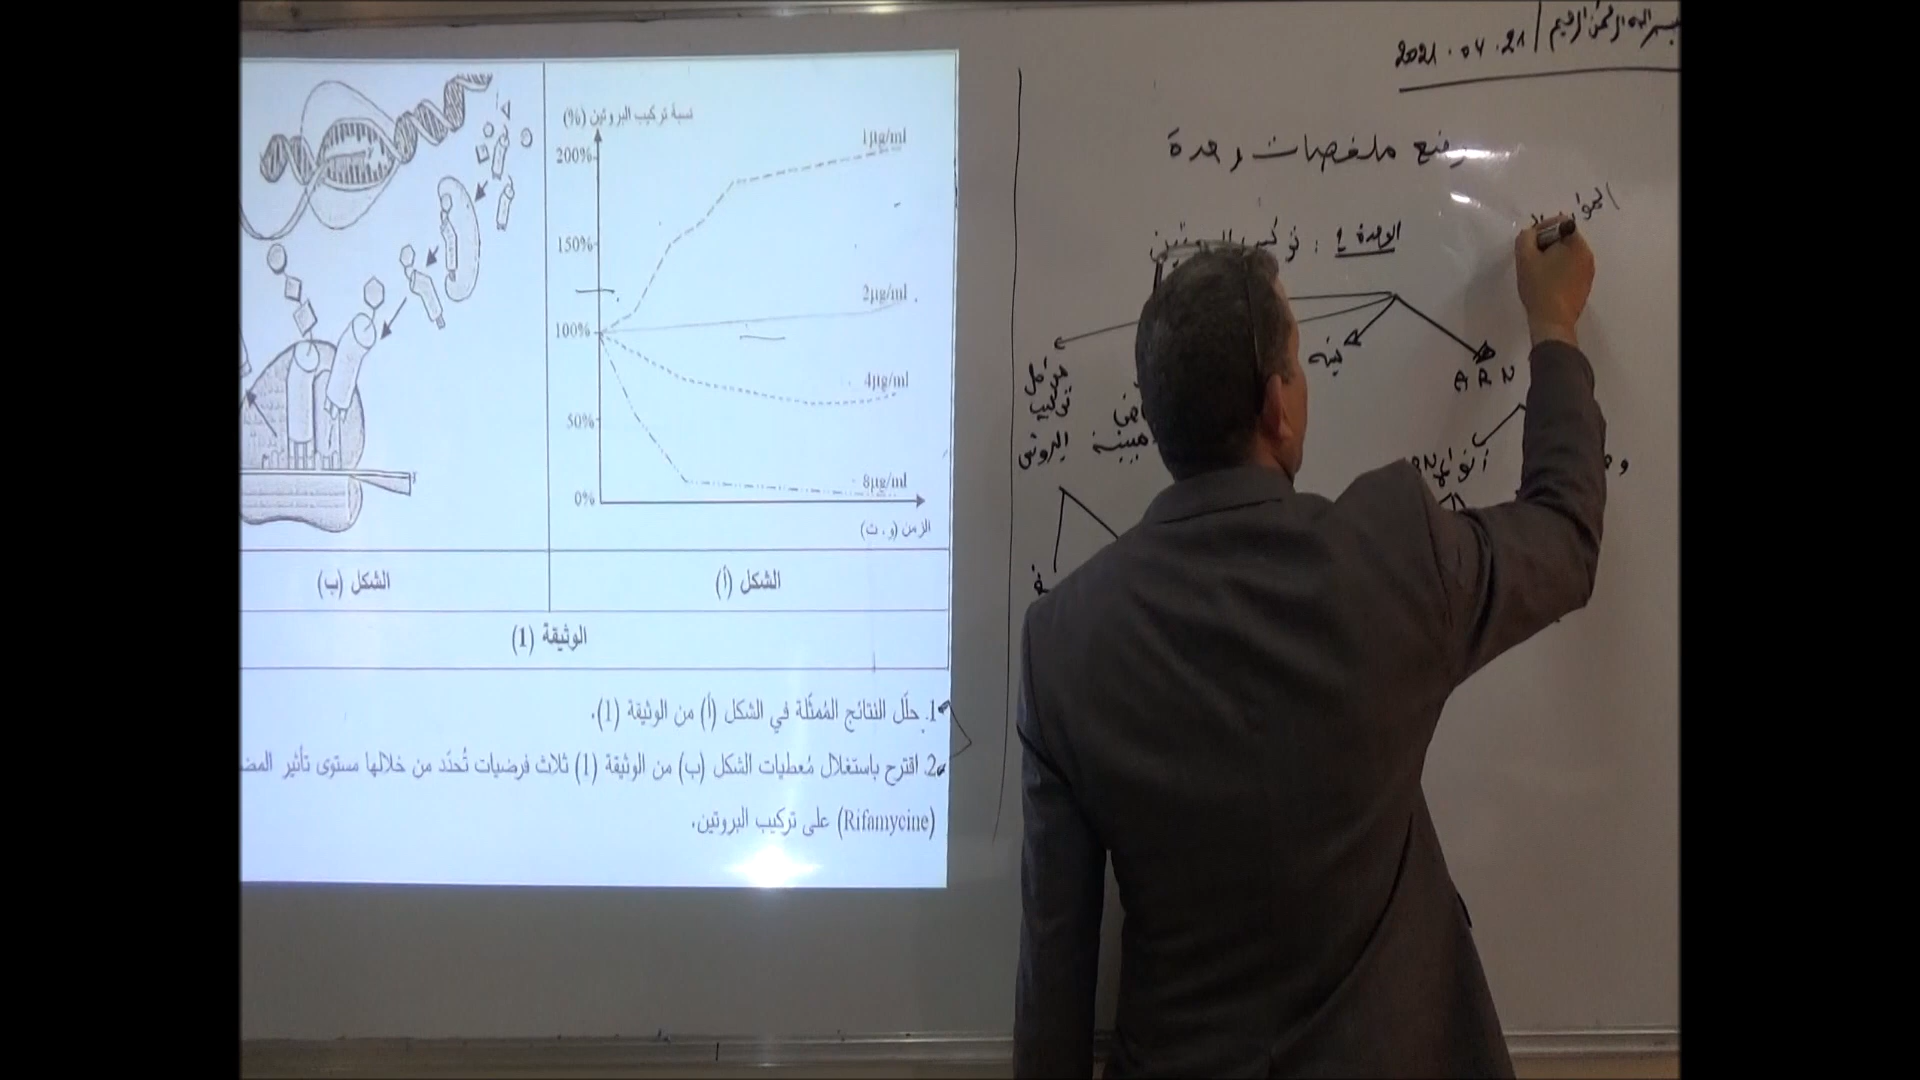 بسم الله الرحمن الرحيم / 2021.04.21
ملخصات وحدة
الوحدة 1 :
ARN
بنية
البروتين
نسبة تركيب البروتين (%)
200%
150%
100%
50%
0%
1µg/ml
2µg/ml
4µg/ml
8µg/ml
الزمن (و.ت)
الشكل (أ)
الشكل (ب)
الوثيقة (1)
1. حلّل النتائج المُمثّلة في الشكل (أ) من الوثيقة (1).
2. اقترح باستغلال مُعطيات الشكل (ب) من الوثيقة (1) ثلاث فرضيات تُحدّد من خلالها مستوى تأثير المض
(Rifamycine) على تركيب البروتين.